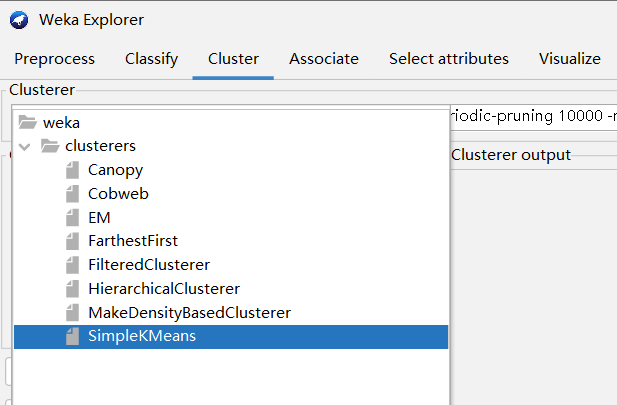 Weka Explorer
Preprocess Classify Cluster Associate Select attributes Visualize
Clusterer
riodic-pruning 10000 -
weka
clusterers
Clusterer output
Canopy
Cobweb
EM
FarthestFirst
FilteredClusterer
HierarchicalClusterer
MakeDensityBasedClusterer
SimpleKMeans